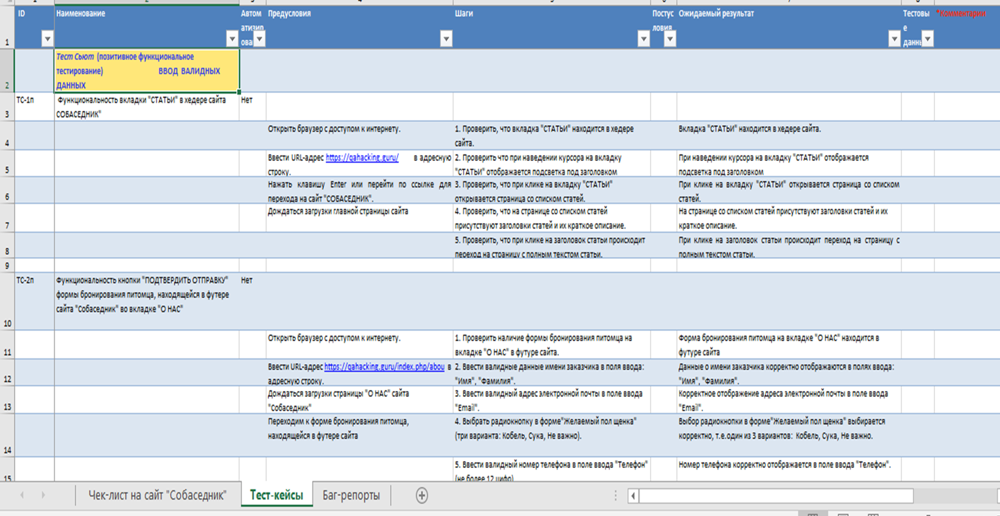 ID Наименование Автом Предусловия Шаги Постус Ожидаемый результат Тестовы *Комментарии
атизир ловия е
1 ова данн
Тест Сьют (позитивное функциональное
тестирование) ВВОД ВАЛИДНЫХ
2 ДАННЫХ
ТС-1п Функциональность вкладки "СТАТЬИ" в хедере сайта Нет
3 СОБАСЕДНИК"
Открыть браузер с доступом к интернету. 1. Проверить, что вкладка "СТАТЬИ" находится в хедере Вкладка "СТАТЬИ" находится в хедере сайта.
4 сайта.
Ввести URL-адрес https://qahacking.guru/ в адресную 2. Проверить что при наведении курсора на вкладку При наведении курсора на вкладку "СТАТЬИ" отображается
5 строку. "СТАТЬИ" отображается подсветка под заголовком подсветка под заголовком
Нажать клавишу Enter или перейти по ссылке для 3. Проверить, что при клике на вкладку "СТАТЬИ" При клике на вкладку "СТАТЬИ" открывается страница со списком
6 перехода на сайт "СОБАСЕДНИК". открывается страница со списком статей. статей.
Дождаться загрузки главной страницы сайта 4. Проверить, что на странице со списком статей На странице со списком статей присутствуют заголовки статей и их
7 присутствуют заголовки статей и их краткое описание. краткое описание.
5. Проверить, что при клике на заголовок статьи происходит При клике на заголовок статьи происходит переход на страницу с
8 переход на страницу с полным текстом статьи. полным текстом статьи.
9
ТС-2п Функциональность кнопки "ПОДТВЕРДИТЬ ОТПРАВКУ" Нет
формы бронирования питомца, находящейся в футере
сайта "Собаседник" во вкладке "О НАС"
10
Открыть браузер с доступом к интернету. 1. Проверить наличие формы бронирования питомца на Форма бронирования питомца на вкладке "О НАС" находится в
11 вкладке "О НАС" в футуре сайта. футуре сайта
Ввести URL-адрес https://qahacking.guru/index.php/abou в 2. Ввести валидные данные имени заказчика в поля ввода: Данные о имени заказчика корректно отображаются в полях ввода:
12 адресную строку. "Имя", "Фамилия". "Имя", "Фамилия".
Дождаться загрузки страницы "О НАС" сайта 3. Ввести валидный адрес электронной почты в поле ввода Корректное отображение адреса электронной почты в поле ввода
13 "Собаседник" "Email". "Email".
Переходим к форме бронирования питомца, 4. Выбрать радиокнопку в форме"Желаемый пол щенка" Выбор радиокнопки в форме"Желаемый пол щенка" выбирается
находящейся в футере сайта (три варианта: Кобель, Сука, Не важно). корректно, т.е.один из 3 вариантов: Кобель, Сука, Не важно.
14
5. Ввести валидный номер телефона в поле ввода "Телефон" Номер телефона корректно отображается в поле ввода "Телефон".
15 (не более 12 цифр)
Чек-лист на сайт "Собаседник" Тест-кейсы Баг-репорты